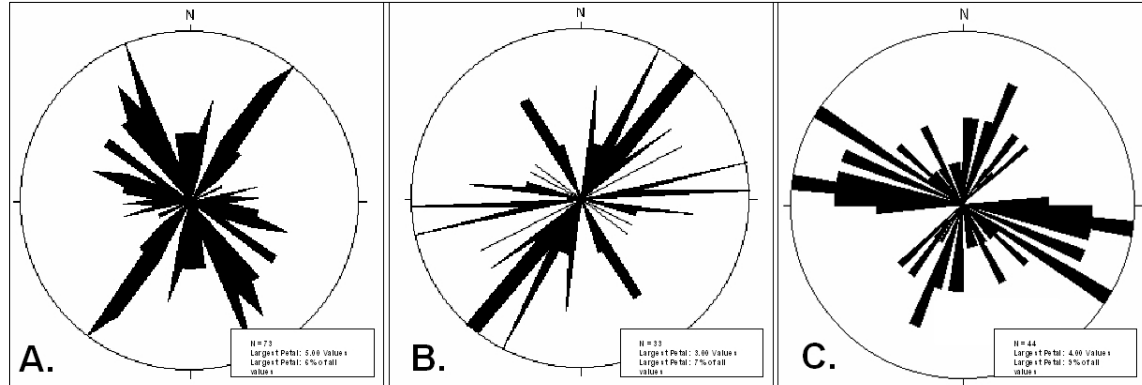 N
N
N
A.
N = 73
Largest Petal: 5.00 Values
Largest Petal: 6% of all
values
B.
N = 33
Largest Petal: 3.00 Values
Largest Petal: 7% of all
values
C.
N = 44
Largest Petal: 4.00 Values
Largest Petal: 9% of all
values